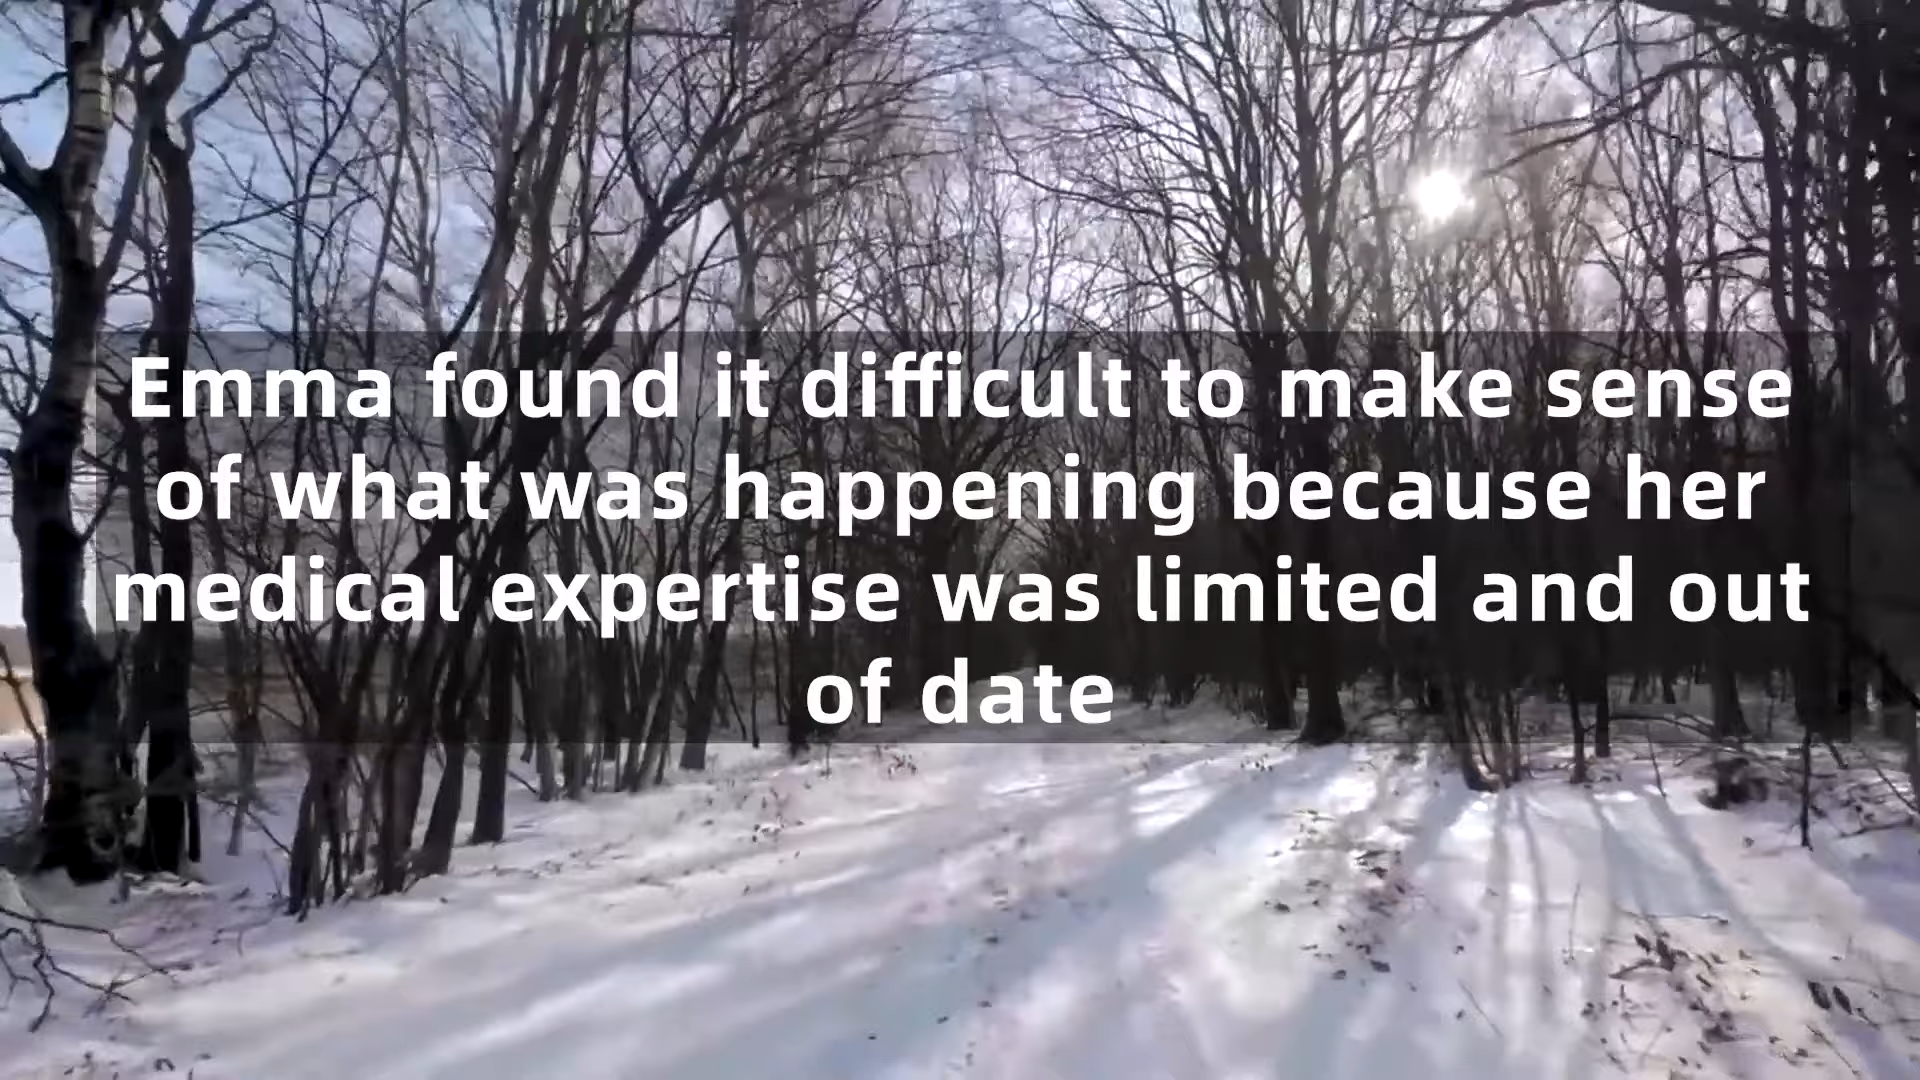 Emma found it difficult to make sense
of what was happening because her
medical expertise was limited and out
of date